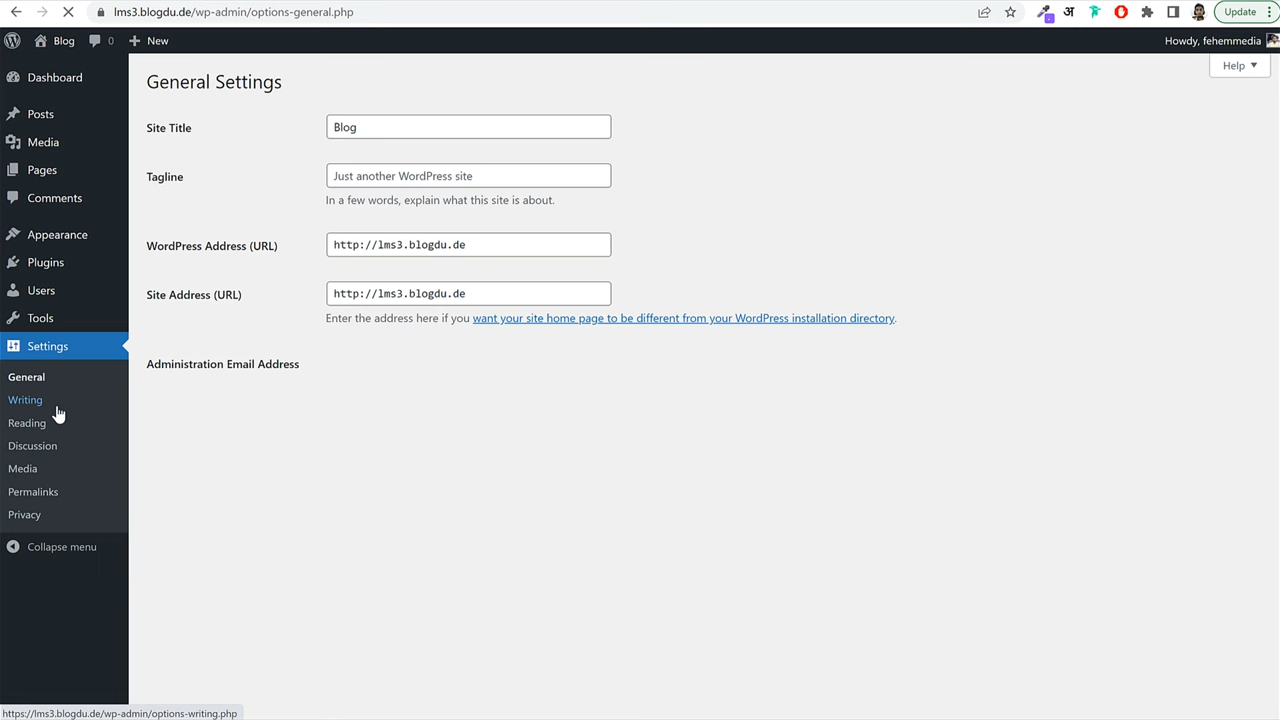 lms3.blogdu.de/wp-admin/options-general.php
अ
Update
Blog
0
New
Howdy, fehemmedia
Help
Dashboard
Posts
Media
Pages
Comments
Appearance
Plugins
Users
Tools
Settings
General
Writing
Reading
Discussion
Media
Permalinks
Privacy
Collapse menu
General Settings
Site Title
Blog
Tagline
Just another WordPress site
In a few words, explain what this site is about.
WordPress Address (URL)
http://lms3.blogdu.de
Site Address (URL)
http://lms3.blogdu.de
Enter the address here if you want your site home page to be different from your WordPress installation directory.
Administration Email Address
https://lms3.blogdu.de/wp-admin/options-writing.php